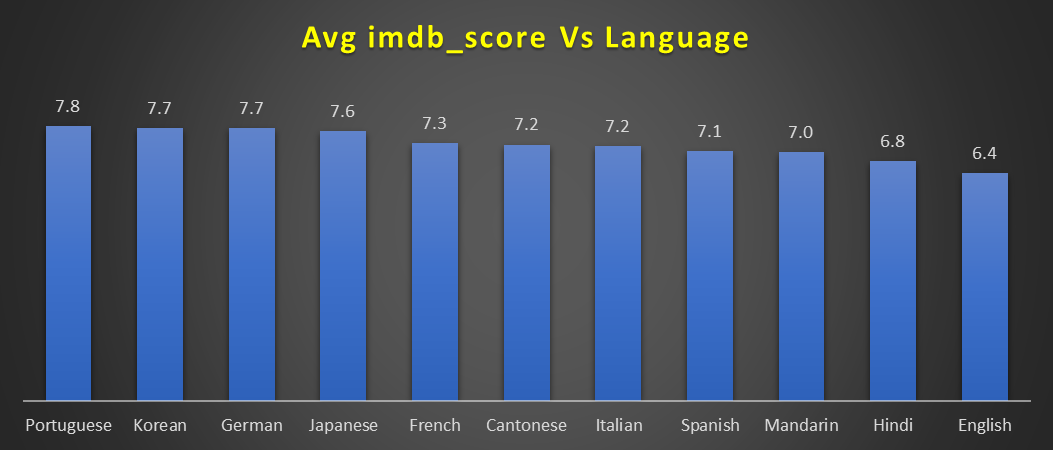 Avg imdb_score Vs Language
7.8 7.7 7.7 7.6 7.3 7.2 7.2 7.1 7.0 6.8 6.4
Portuguese Korean German Japanese French Cantonese Italian Spanish Mandarin Hindi English